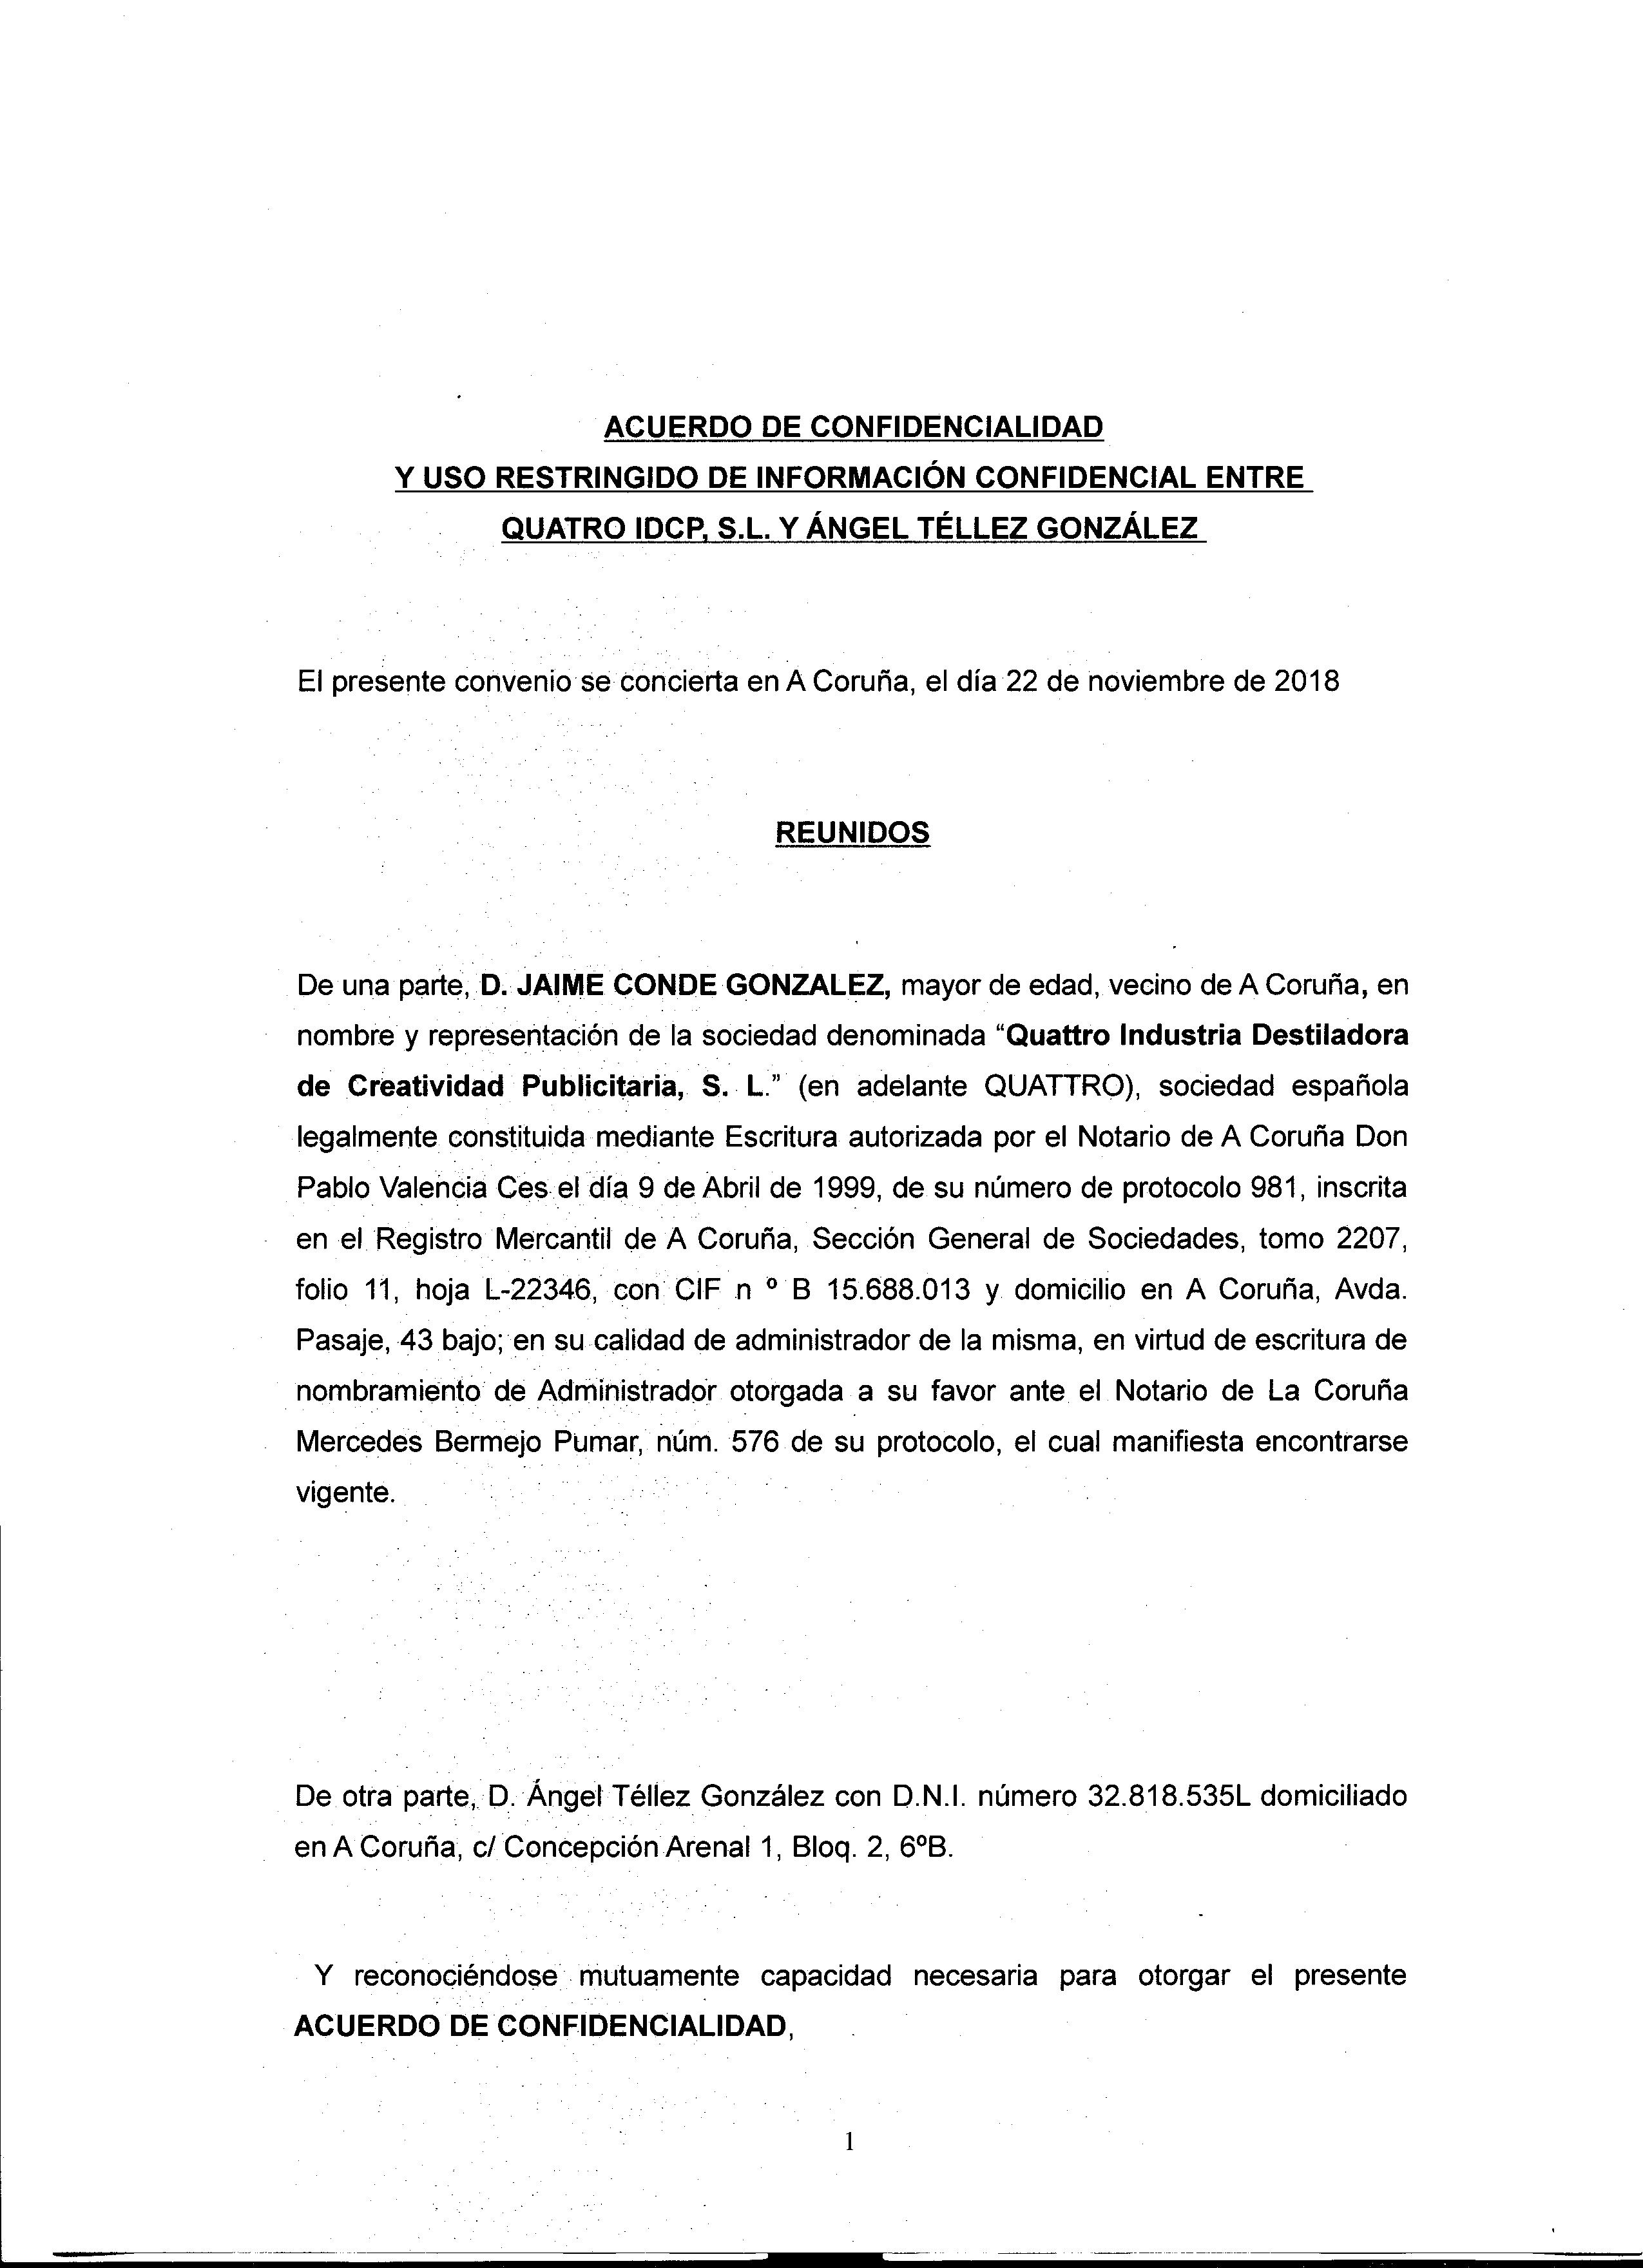 ACUERDO DE CONFIDENCIALIDAD
Y USO RESTRINGIDO DE INFORMACIÓN CONFIDENCIAL ENTRE
QUATRO IDCP, S.L. Y ÁNGEL TÉLLEZ GONZÁLEZ
El presente convenio se concierta en A Coruña, el día 22 de noviembre de 2018
REUNIDOS
De una parte, D. JAIME CONDE GONZALEZ, mayor de edad, vecino de A Coruña, en
nombre y representación de la sociedad denominada “Quattro Industria Destiladora
de Creatividad Publicitaria, S. L.” (en adelante QUATTRO), sociedad española
legalmente constituida mediante Escritura autorizada por el Notario de A Coruña Don
Pablo Valencia Ces el día 9 de Abril de 1999, de su número de protocolo 981, inscrita
en el Registro Mercantil de A Coruña, Sección General de Sociedades, tomo 2207,
folio 11, hoja L-22346, con CIF n º B 15.688.013 y domicilio en A Coruña, Avda.
Pasaje, 43 bajo; en su calidad de administrador de la misma, en virtud de escritura de
nombramiento de Administrador otorgada a su favor ante el Notario de La Coruña
Mercedes Bermejo Pumar, núm. 576 de su protocolo, el cual manifiesta encontrarse
vigente.
De otra parte, D. Ángel Téllez González con D.N.I. número 32.818.535L domiciliado
en A Coruña, c/ Concepción Arenal 1, Bloq. 2, 6ºB.
Y reconociéndose mutuamente capacidad necesaria para otorgar el presente
ACUERDO DE CONFIDENCIALIDAD,
1